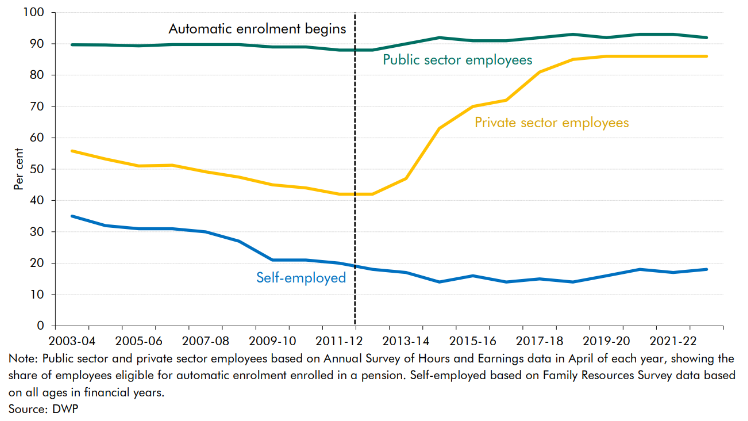 Per cent
100
90
80
70
60
50
40
30
20
10
0
Automatic enrolment begins
Public sector employees
Private sector employees
Self-employed
2003-04 2005-06 2007-08 2009-10 2011-12 2013-14 2015-16 2017-18 2019-20 2021-22
Note: Public sector and private sector employees based on Annual Survey of Hours and Earnings data in April of each year, showing the
share of employees eligible for automatic enrolment enrolled in a pension. Self-employed based on Family Resources Survey data based
on all ages in financial years.
Source: DWP